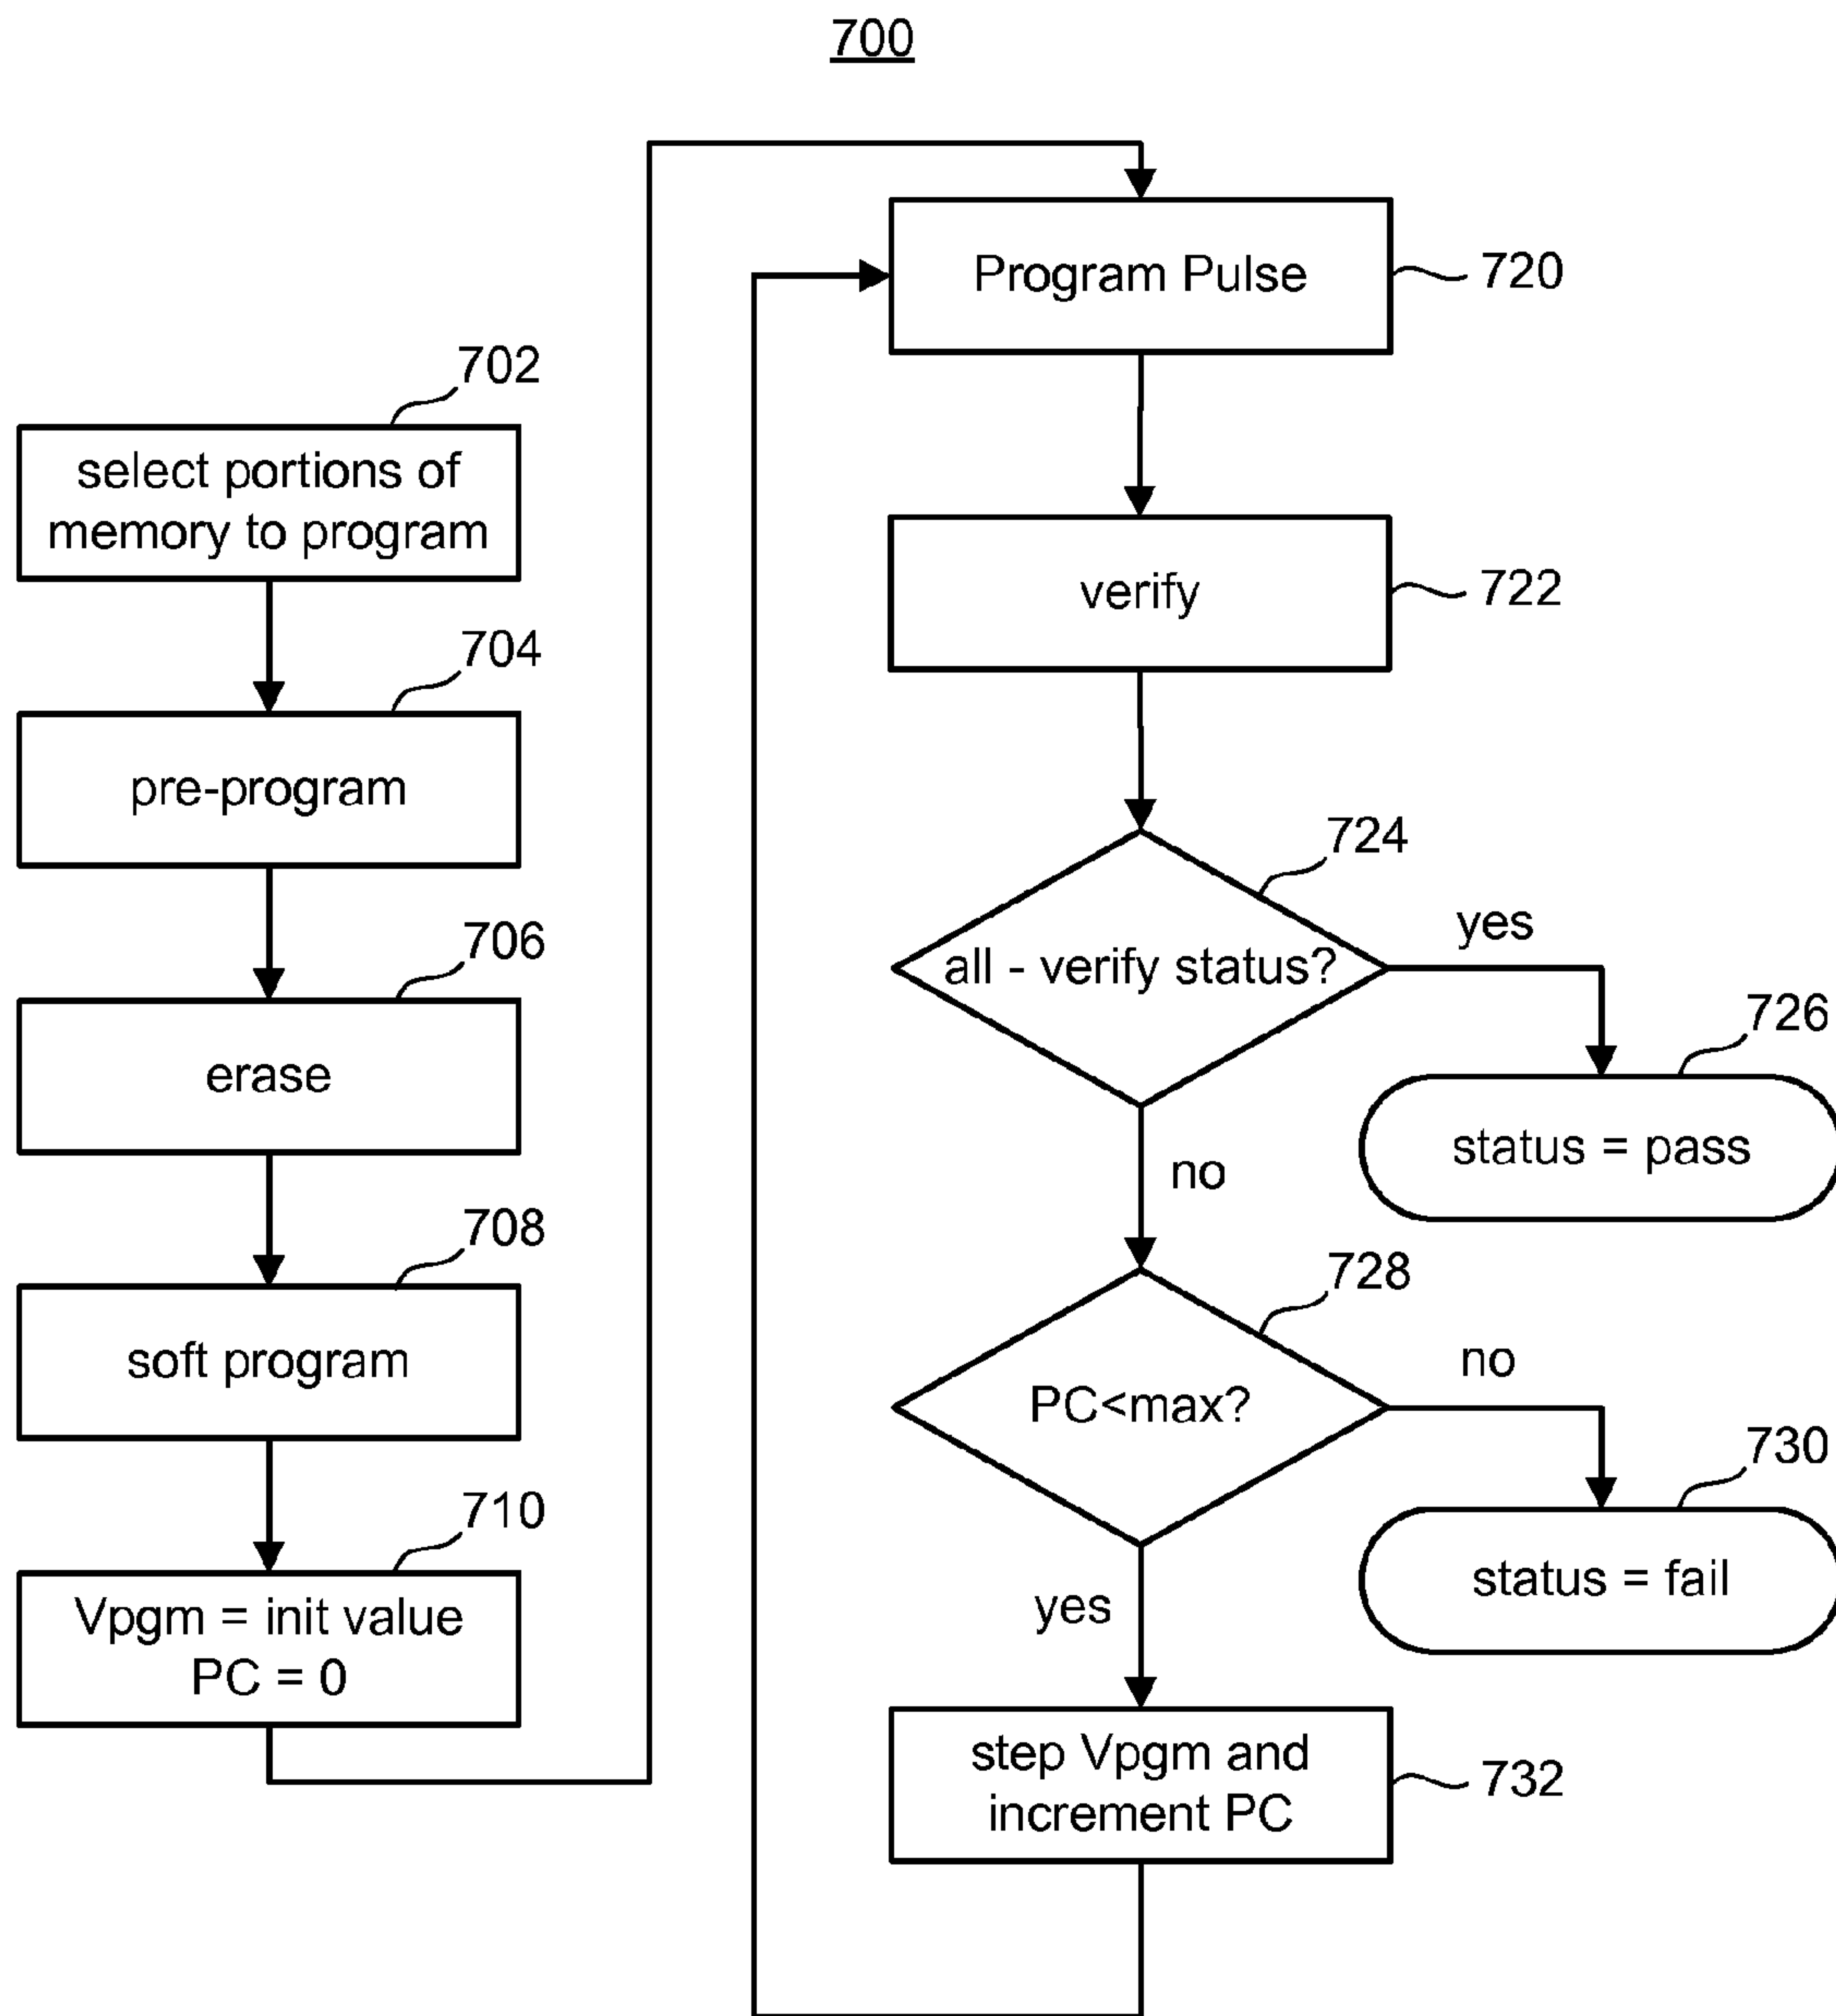 700
702
select portions of
memory to program
704
pre-program
706
erase
708
soft program
710
Vpgm = init value
PC = 0
Program Pulse
720
verify
722
724
all - verify status?
yes
726
status = pass
no
728
PC<max?
no
730
status = fail
yes
step Vpgm and
increment PC
732